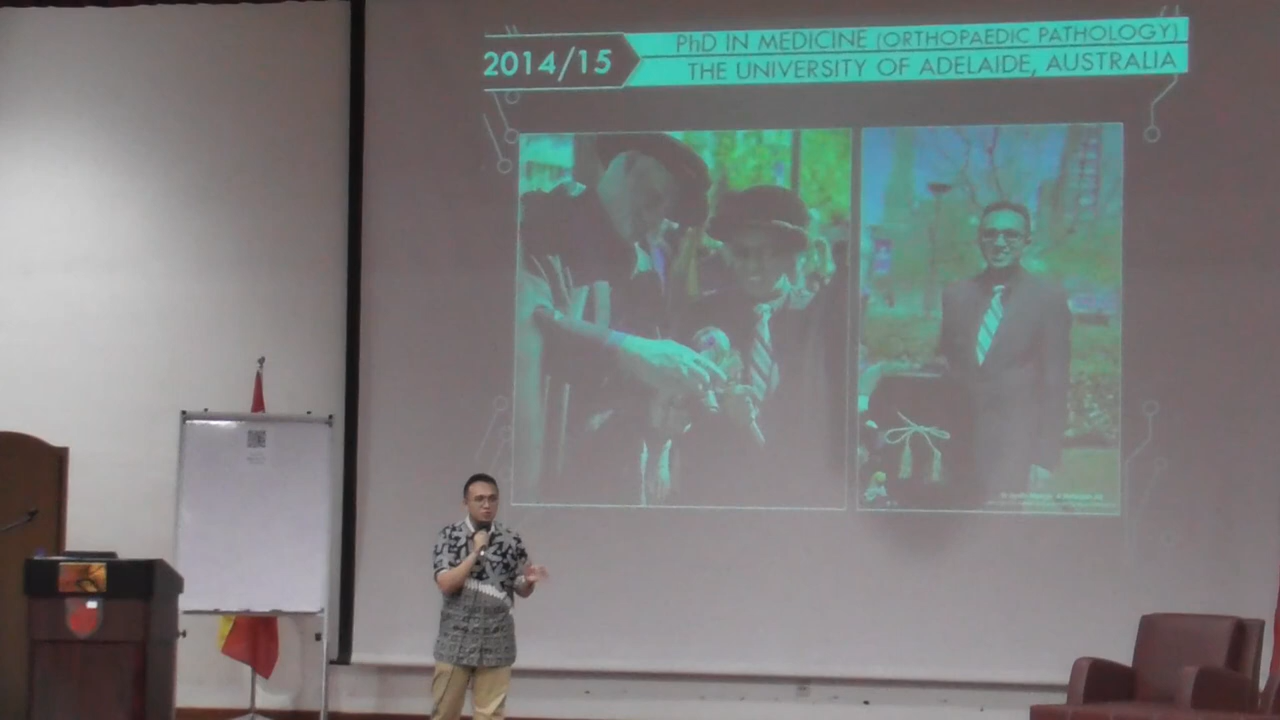 2014/15
PhD IN MEDICINE (ORTHOPAEDIC PATHOLOGY)
THE UNIVERSITY OF ADELAIDE, AUSTRALIA